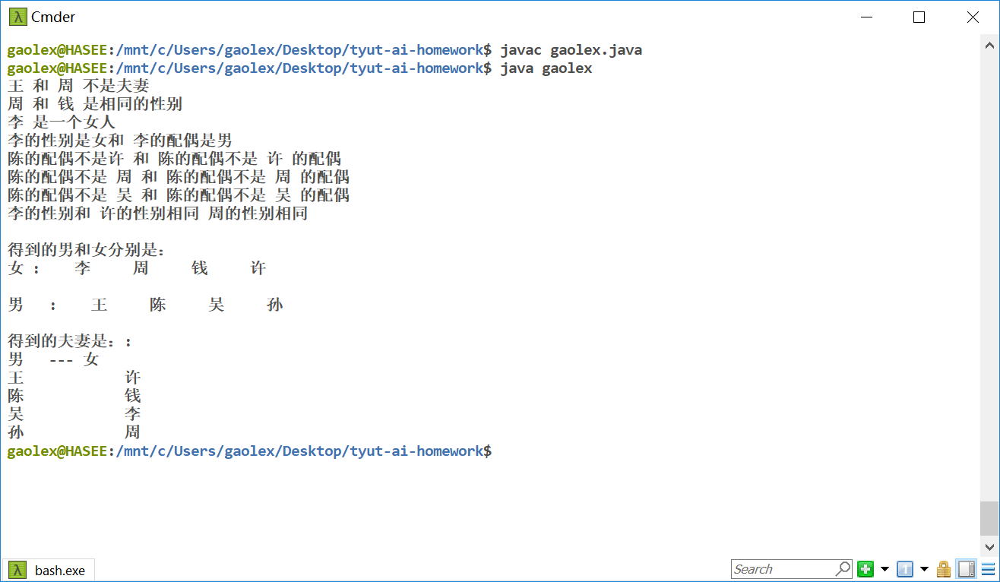 Cmder
gaolex@HASEE:/mnt/c/Users/gaolex/Desktop/tyut-ai-homework$ javac gaolex.java
gaolex@HASEE:/mnt/c/Users/gaolex/Desktop/tyut-ai-homework$ java gaolex
王 和 周 不是夫妻
周 和 钱 是相同的性别
李 是一个女人
李的性别是女和 李的配偶是男
陈的配偶不是许 和 陈的配偶不是 许 的配偶
陈的配偶不是 周 和 陈的配偶不是 周 的配偶
陈的配偶不是 吴 和 陈的配偶不是 吴 的配偶
李的性别和 许的性别相同 周的性别相同
得到的男和女分别是：
女 ： 李 周 钱 许
男 ： 王 陈 吴 孙
得到的夫妻是：：
男 --- 女
王 许
陈 钱
吴 李
孙 周
gaolex@HASEE:/mnt/c/Users/gaolex/Desktop/tyut-ai-homework$
bash.exe
Search